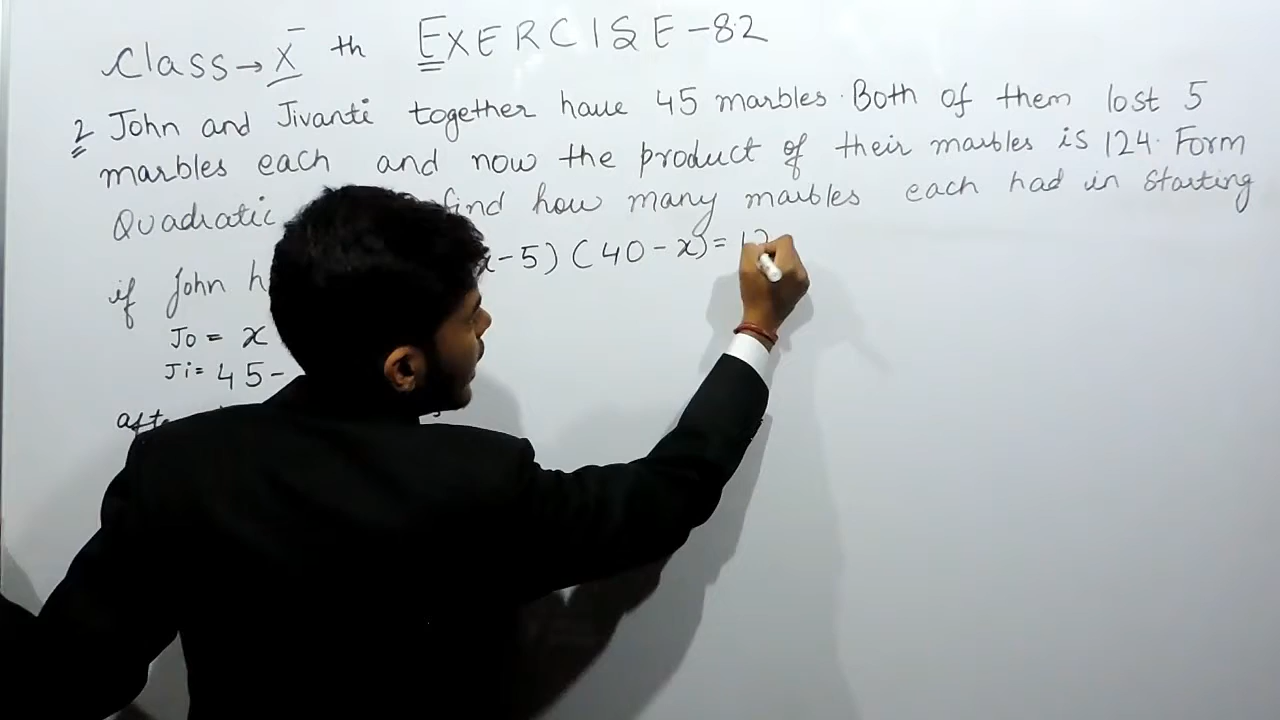 Class → X th EXERCISE - 8.2
2 John and Jivanti together have 45 marbles. Both of them lost 5
marbles each and now the product of their marbles is 124. Form
Quadratic find how many marbles each had in starting
if John h x-5) (40-x) = 12
Jo = x
Ji = 45-